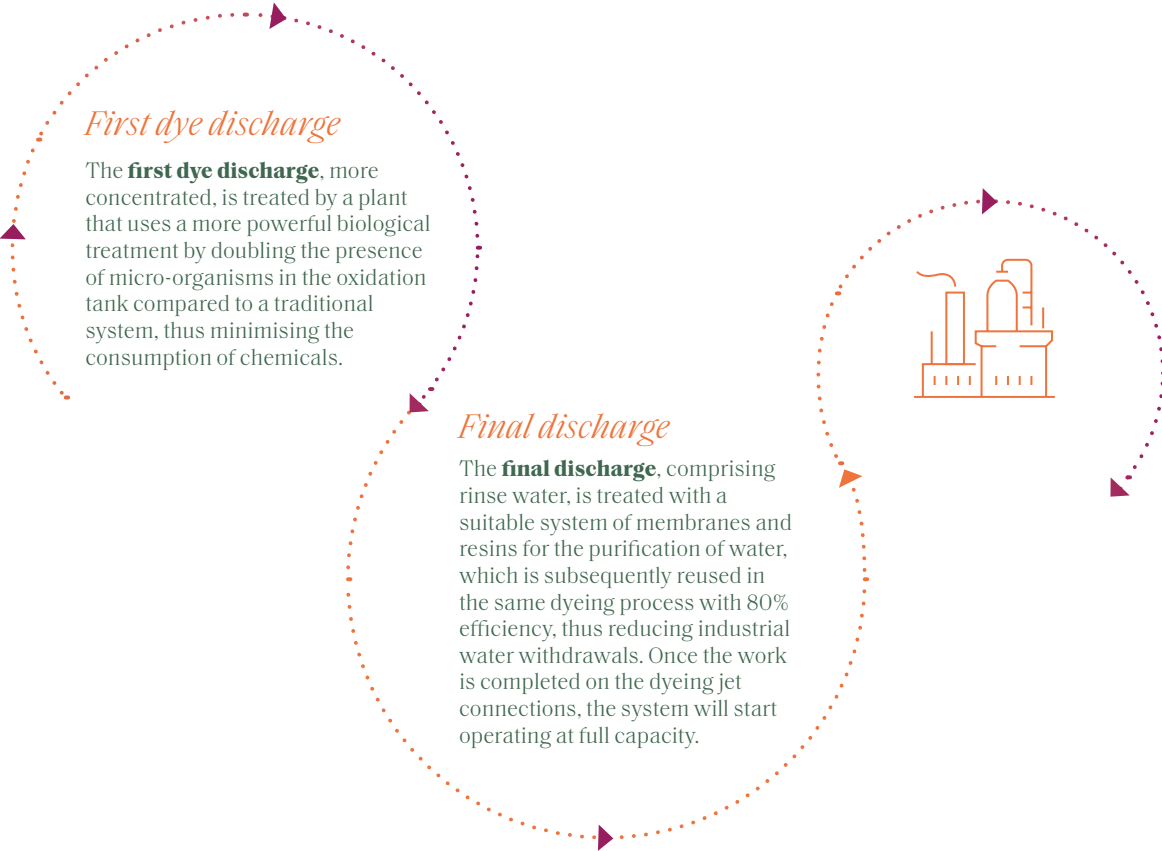 First dye discharge
The first dye discharge, more
concentrated, is treated by a plant
that uses a more powerful biological
treatment by doubling the presence
of micro-organisms in the oxidation
tank compared to a traditional
system, thus minimising the
consumption of chemicals.
Final discharge
The final discharge, comprising
rinse water, is treated with a
suitable system of membranes and
resins for the purification of water,
which is subsequently reused in
the same dyeing process with 80%
efficiency, thus reducing industrial
water withdrawals. Once the work
is completed on the dyeing jet
connections, the system will start
operating at full capacity.